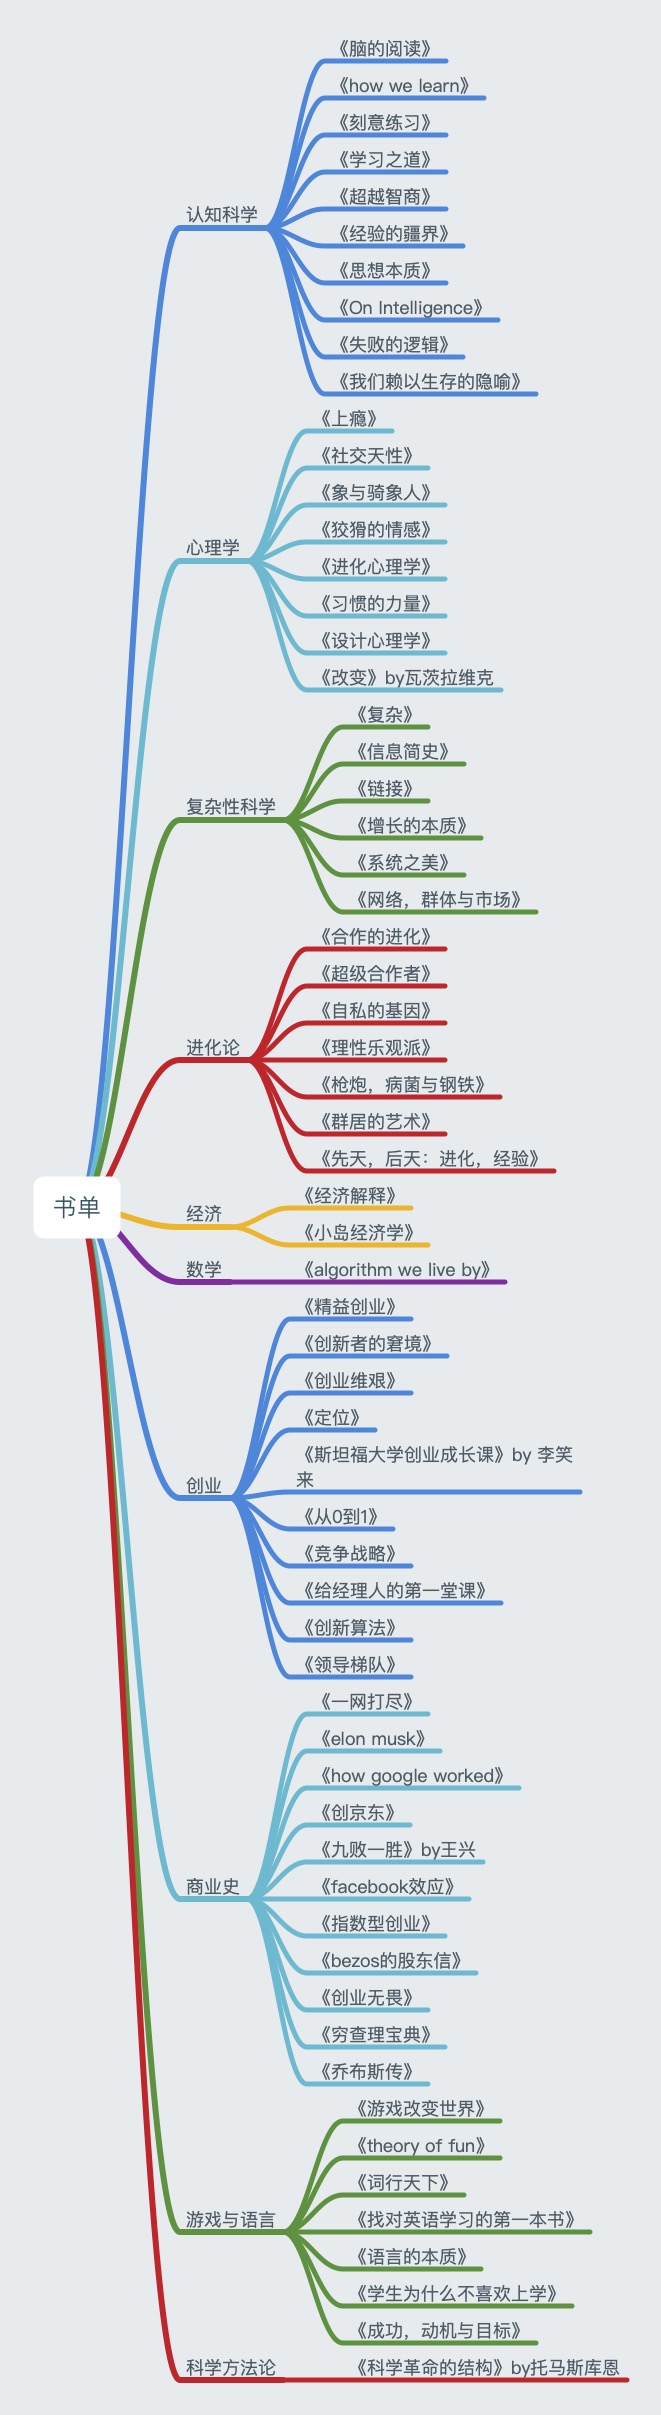 《脑的阅读》
《how we learn》
《刻意练习》
《学习之道》
《超越智商》
认知科学
《经验的疆界》
《思想本质》
《On Intelligence》
《失败的逻辑》
《我们赖以生存的隐喻》
《上瘾》
《社交天性》
《象与骑象人》
《狡猾的情感》
心理学
《进化心理学》
《习惯的力量》
《设计心理学》
《改变》by瓦茨拉维克
《复杂》
《信息简史》
《链接》
复杂性科学
《增长的本质》
《系统之美》
《网络，群体与市场》
《合作的进化》
《超级合作者》
《自私的基因》
进化论
《理性乐观派》
《枪炮，病菌与钢铁》
《群居的艺术》
《先天，后天：进化，经验》
书单
《经济解释》
经济
《小岛经济学》
数学
《algorithm we live by》
《精益创业》
《创新者的窘境》
《创业维艰》
《定位》
《斯坦福大学创业成长课》by 李笑
来
创业
《从0到1》
《竞争战略》
《给经理人的第一堂课》
《创新算法》
《领导梯队》
《一网打尽》
《elon musk》
《how google worked》
《创京东》
《九败一胜》by王兴
商业史
《facebook效应》
《指数型创业》
《bezos的股东信》
《创业无畏》
《穷查理宝典》
《乔布斯传》
《游戏改变世界》
《theory of fun》
《词行天下》
游戏与语言
《找对英语学习的第一本书》
《语言的本质》
《学生为什么不喜欢上学》
《成功，动机与目标》
科学方法论
《科学革命的结构》by托马斯库恩